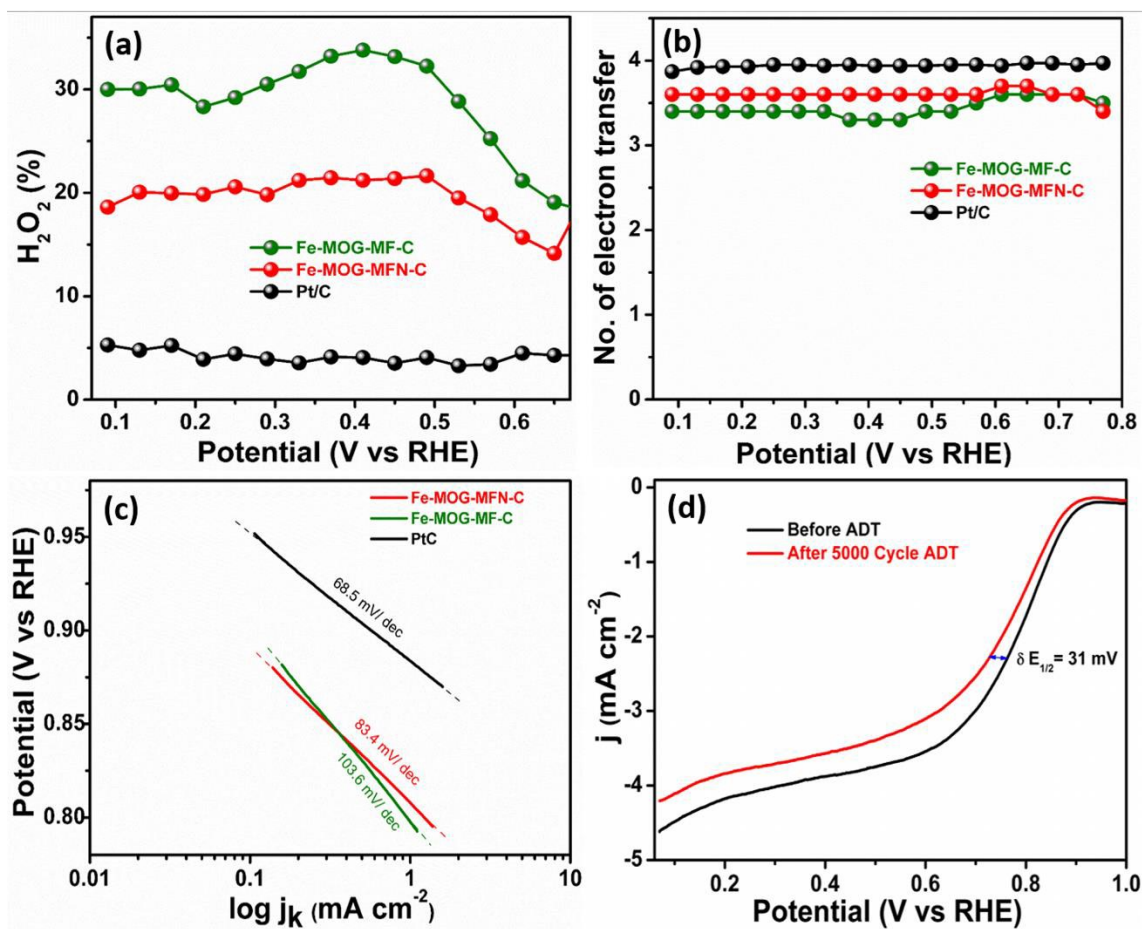 (a)
30
20
10
0
H2O2 (%)
Fe-MOG-MF-C
Fe-MOG-MFN-C
Pt/C
0.1 0.2 0.3 0.4 0.5 0.6
Potential (V vs RHE)
(b)
4
3
2
1
0
No. of electron transfer
Fe-MOG-MF-C
Fe-MOG-MFN-C
Pt/C
0.1 0.2 0.3 0.4 0.5 0.6 0.7 0.8
Potential (V vs RHE)
(c)
Fe-MOG-MFN-C
Fe-MOG-MF-C
PtC
0.95
0.90
0.85
0.80
Potential (V vs RHE)
68.5 mV/ dec
83.4 mV/ dec
103.6 mV/ dec
0.01 0.1 1 10
log jk (mA cm-2)
(d)
0
-1
-2
-3
-4
-5
j (mA cm-2)
Before ADT
After 5000 Cycle ADT
δ E1/2 = 31 mV
0.2 0.4 0.6 0.8 1.0
Potential (V vs RHE)